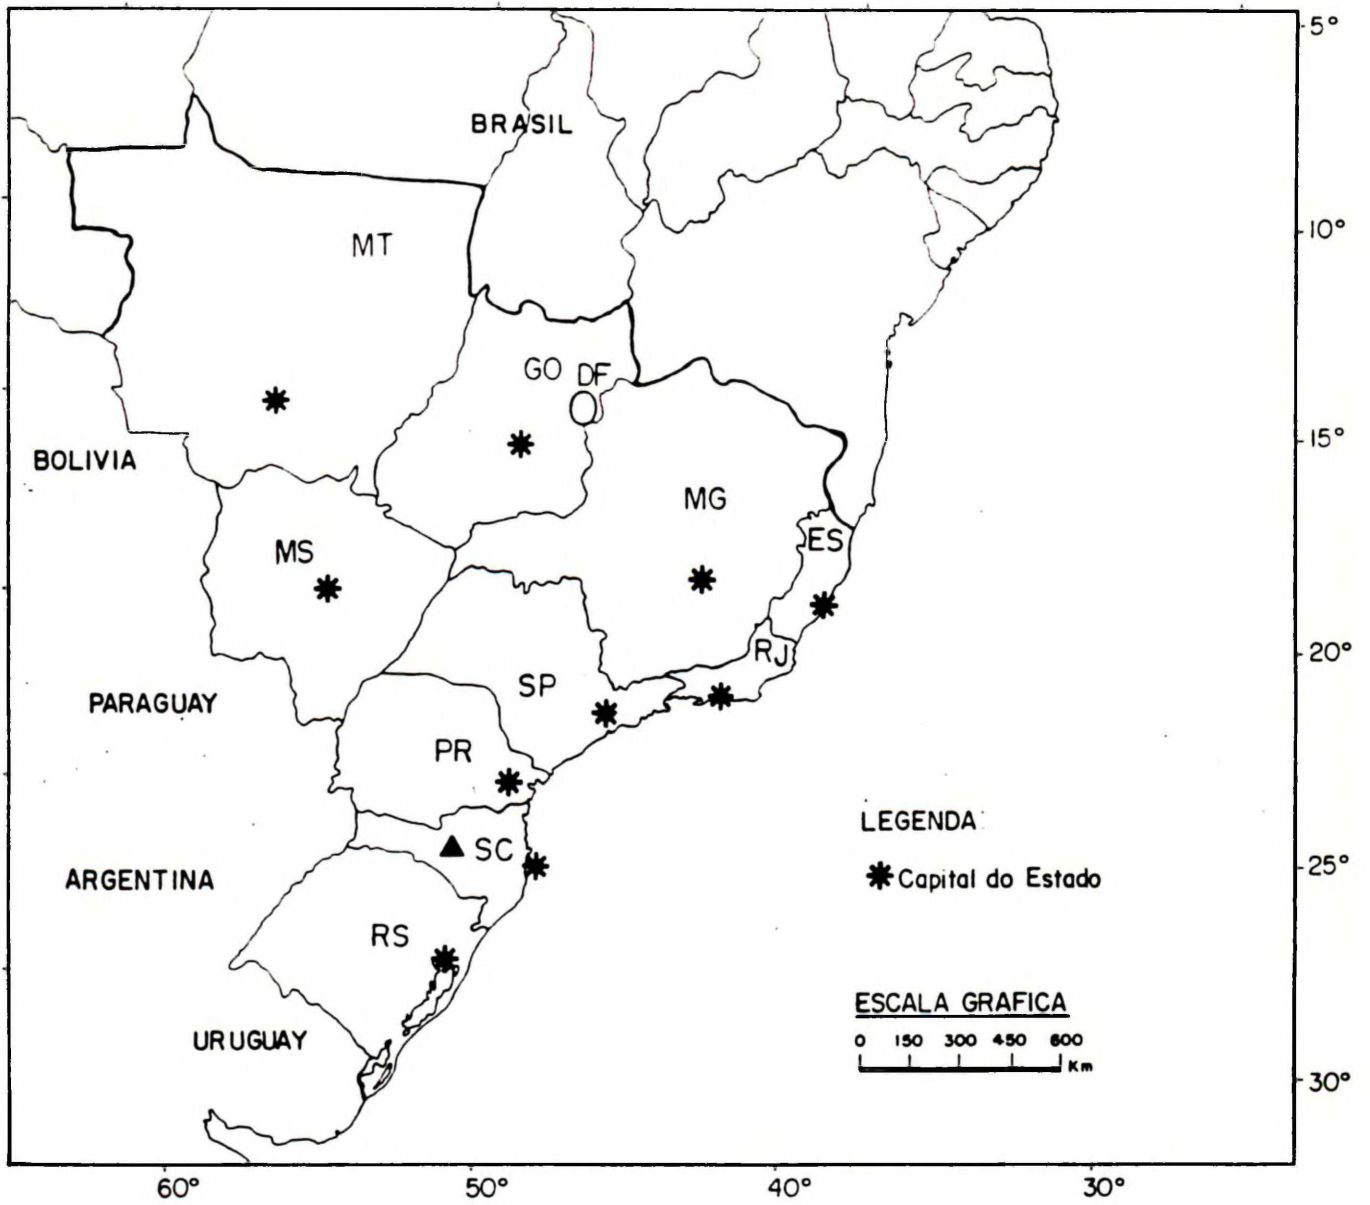 5°
BRASIL
10°
MT
GO DF
15°
BOLIVIA
MG
ES
MS
20°
RJ
SP
PARAGUAY
PR
LEGENDA
SC
25°
ARGENTINA
Capital do Estado
RS
ESCALA GRAFICA
URUGUAY
0 150 300 450 600
Km
30°
60° 50° 40° 30°